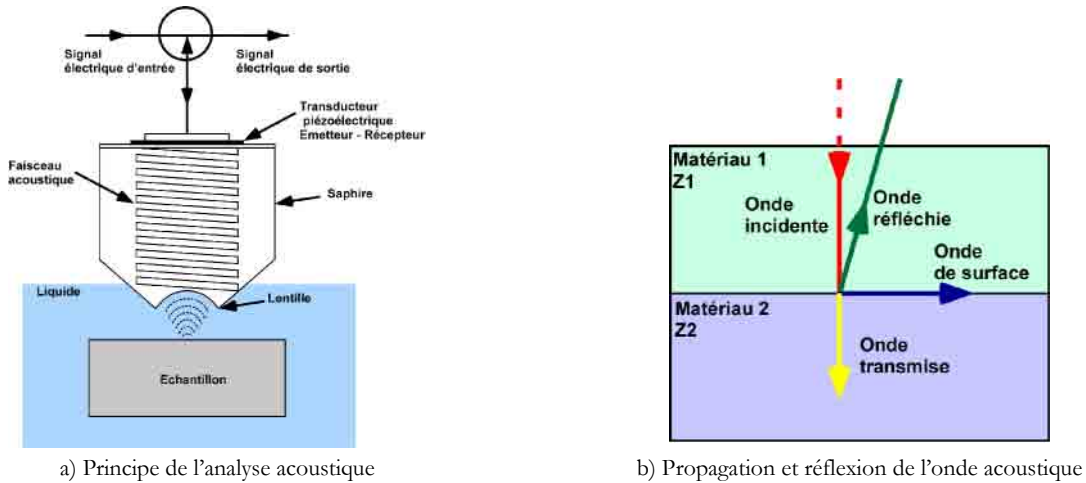 Signal
électrique d'entrée
Signal
électrique de sortie
Transducteur
piézoélectrique
Emetteur - Récepteur
Faisceau
acoustique
Saphire
Liquide
Lentille
Echantillon
a) Principe de l'analyse acoustique
Matériau 1
Z1
Onde
incidente
Onde
réfléchie
Onde
de surface
Matériau 2
Z2
Onde
transmise
b) Propagation et réflexion de l'onde acoustique